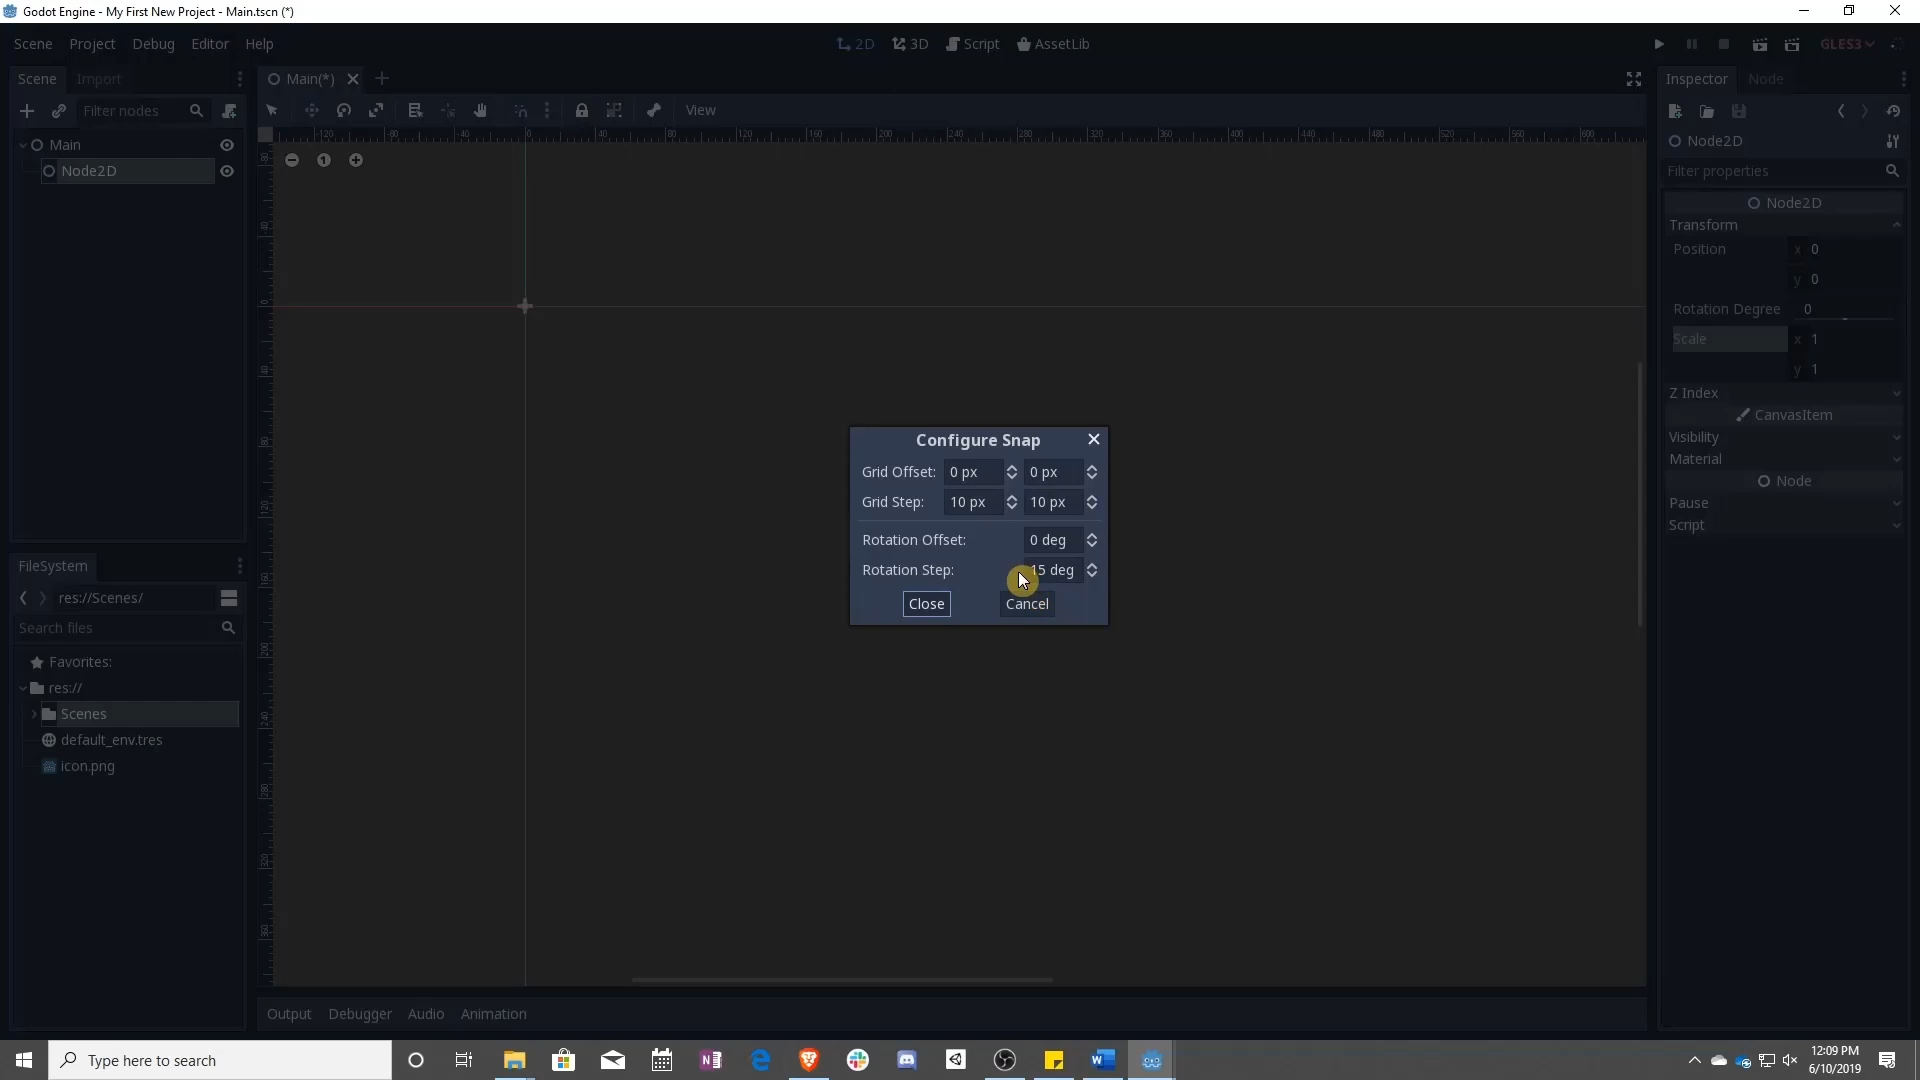 Godot Engine - My First New Project - Main.tscn (*)
Scene Project Debug Editor Help
2D 3D Script AssetLib
GLES3
Scene Import
Main(*)
Inspector Node
Filter nodes
View
Main
Node2D
Node2D
Filter properties
Node2D
Transform
Position x 0
y 0
Rotation Degree 0
Scale x 1
y 1
Z Index
CanvasItem
Visibility
Material
Node
Pause
Script
Configure Snap
Grid Offset: 0 px 0 px
Grid Step: 10 px 10 px
Rotation Offset: 0 deg
Rotation Step: 15 deg
Close Cancel
FileSystem
res://Scenes/
Search files
Favorites:
res://
Scenes
default_env.tres
icon.png
Output Debugger Audio Animation
Type here to search
12:09 PM
6/10/2019